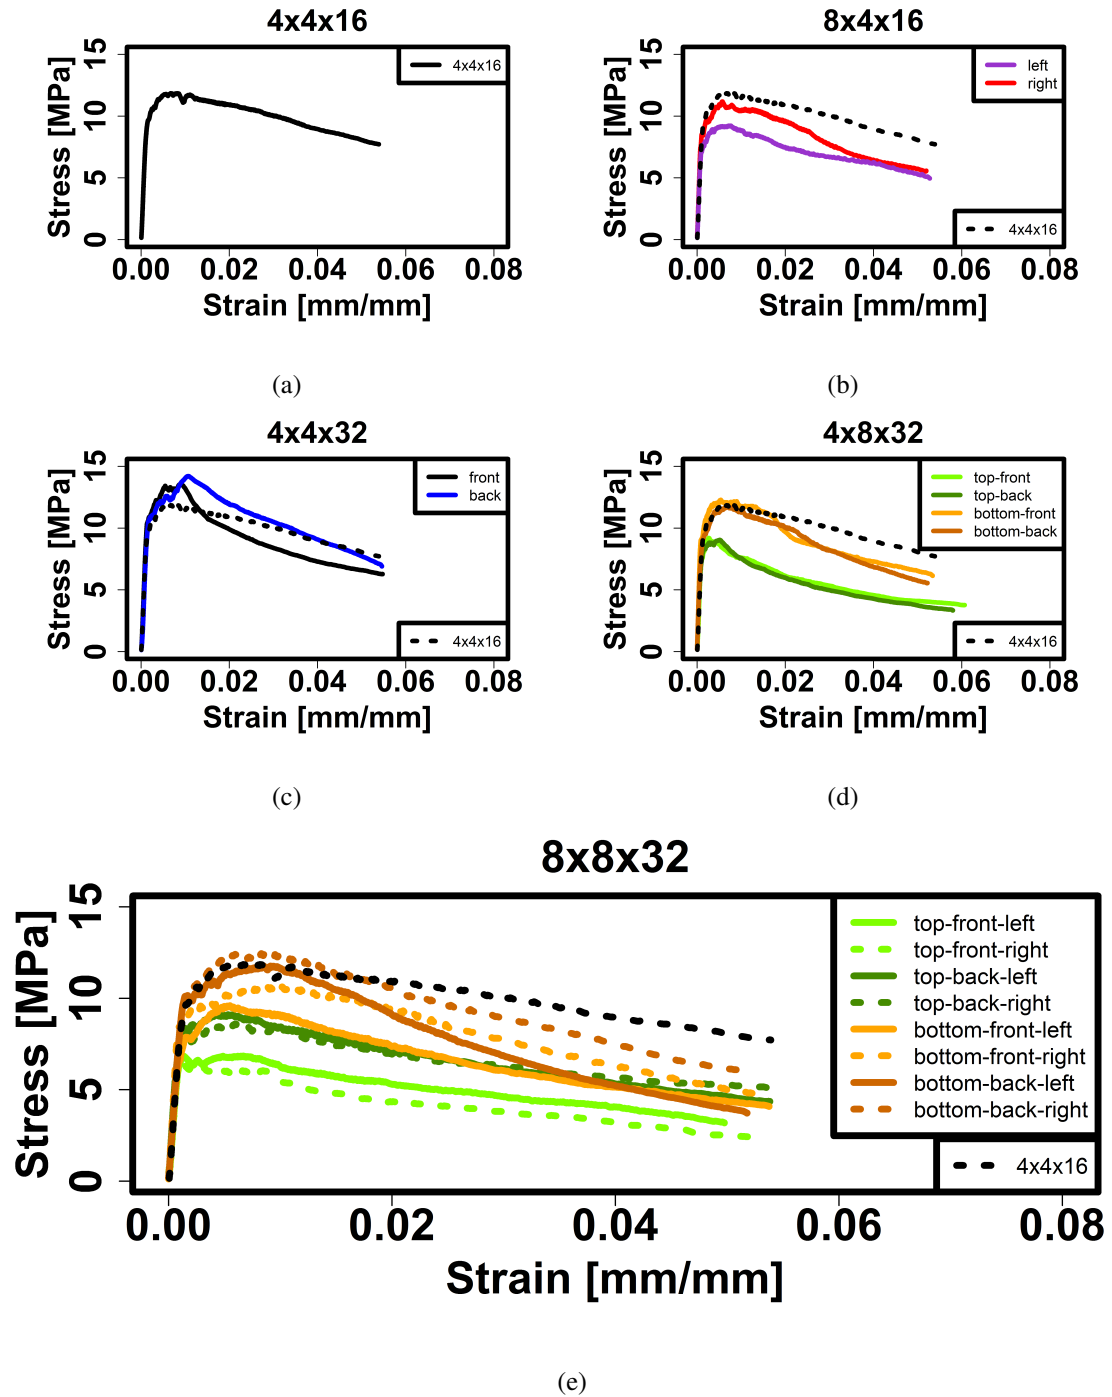 4x4x16
Stress [MPa]
0 5 10 15
4x4x16
0.00 0.02 0.04 0.06 0.08
Strain [mm/mm]
(a)
8x4x16
Stress [MPa]
0 5 10 15
left
right
4x4x16
0.00 0.02 0.04 0.06 0.08
Strain [mm/mm]
(b)
4x4x32
Stress [MPa]
0 5 10 15
front
back
4x4x16
0.00 0.02 0.04 0.06 0.08
Strain [mm/mm]
(c)
4x8x32
Stress [MPa]
0 5 10 15
top-front
top-back
bottom-front
bottom-back
4x4x16
0.00 0.02 0.04 0.06 0.08
Strain [mm/mm]
(d)
8x8x32
Stress [MPa]
0 5 10 15
top-front-left
top-front-right
top-back-left
top-back-right
bottom-front-left
bottom-front-right
bottom-back-left
bottom-back-right
4x4x16
0.00 0.02 0.04 0.06 0.08
Strain [mm/mm]
(e)